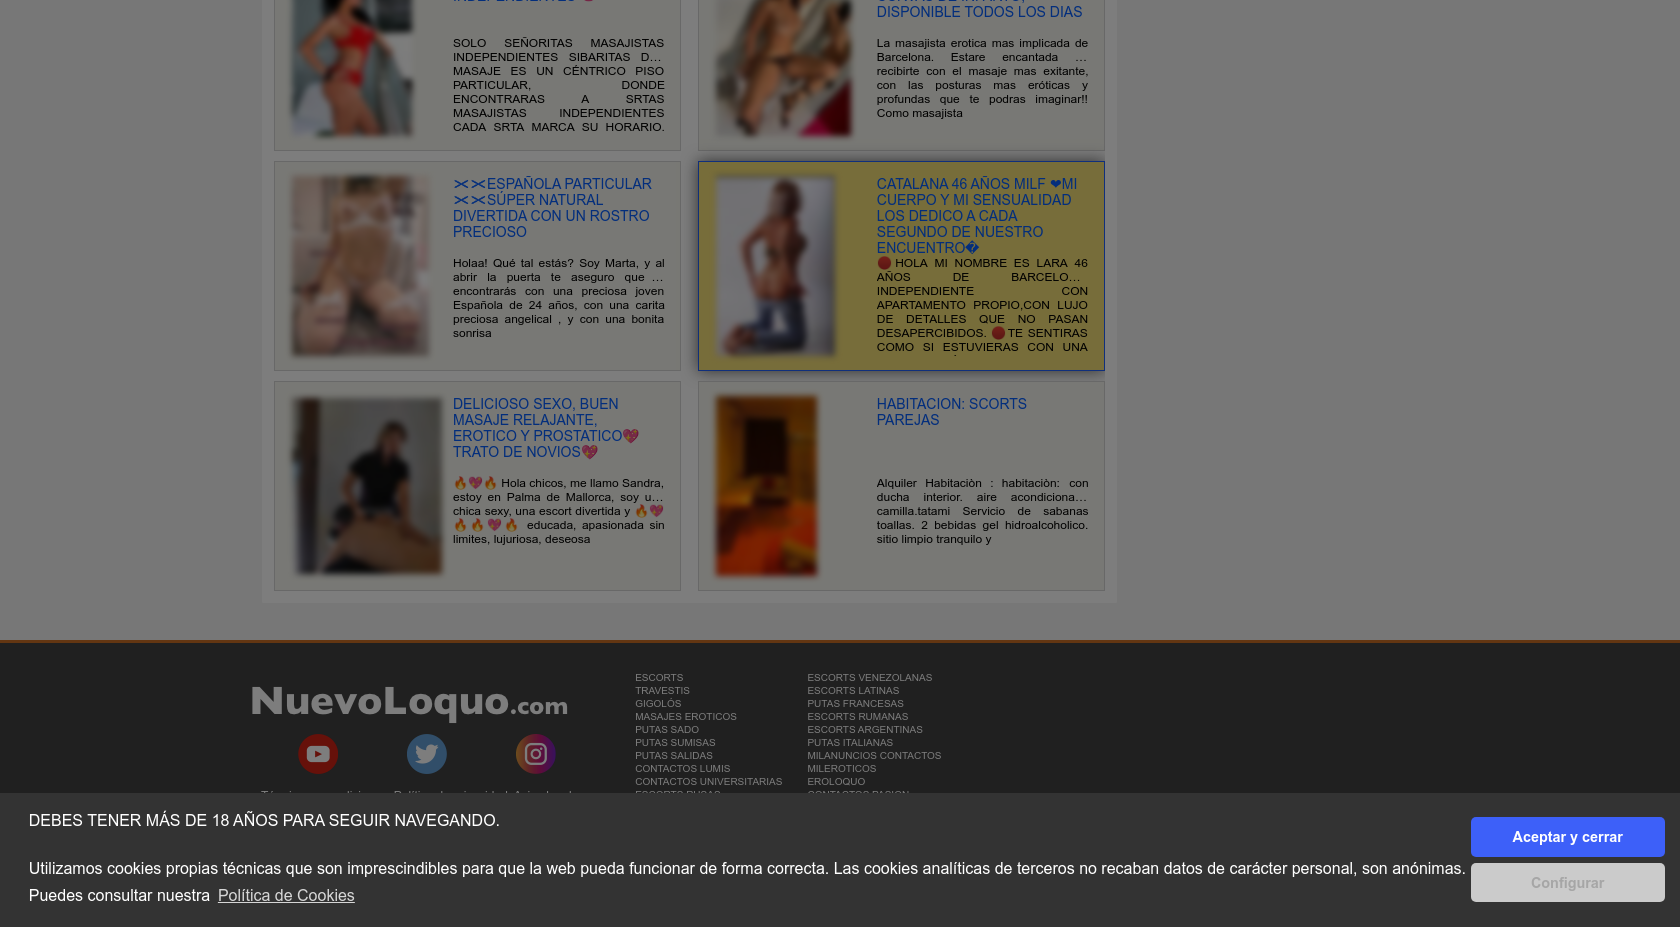 SOLO SEÑORITAS MASAJISTAS
INDEPENDIENTES SIBARITAS D...
MASAJE ES UN CÉNTRICO PISO
PARTICULAR, DONDE
ENCONTRARAS A SRTAS
MASAJISTAS INDEPENDIENTES
CADA SRTA MARCA SU HORARIO.
DISPONIBLE TODOS LOS DIAS
La masajista erotica mas implicada de
Barcelona. Estare encantada ...
recibirte con el masaje mas exitante,
con las posturas mas eróticas y
profundas que te podras imaginar!!
Como masajista
✂✂ESPAÑOLA PARTICULAR
✂✂SÚPER NATURAL
DIVERTIDA CON UN ROSTRO
PRECIOSO
Holaa! Qué tal estás? Soy Marta, y al
abrir la puerta te aseguro que ...
encontrarás con una preciosa joven
Española de 24 años, con una carita
preciosa angelical , y con una bonita
sonrisa
CATALANA 46 AÑOS MILF ❤MI
CUERPO Y MI SENSUALIDAD
LOS DEDICO A CADA
SEGUNDO DE NUESTRO
ENCUENTRO�
🔴HOLA MI NOMBRE ES LARA 46
AÑOS DE BARCELO...
INDEPENDIENTE CON
APARTAMENTO PROPIO,CON LUJO
DE DETALLES QUE NO PASAN
DESAPERCIBIDOS. 🔴TE SENTIRAS
COMO SI ESTUVIERAS CON UNA
DELICIOSO SEXO, BUEN
MASAJE RELAJANTE,
EROTICO Y PROSTATICO💖
TRATO DE NOVIOS💖
🔥💖🔥 Hola chicos, me llamo Sandra,
estoy en Palma de Mallorca, soy u...
chica sexy, una escort divertida y 🔥💖
🔥🔥💖🔥 educada, apasionada sin
limites, lujuriosa, deseosa
HABITACION: SCORTS
PAREJAS
Alquiler Habitaciòn : habitaciòn: con
ducha interior. aire acondiciona...
camilla.tatami Servicio de sabanas
toallas. 2 bebidas gel hidroalcoholico.
sitio limpio tranquilo y
NuevoLoquo.com
ESCORTS
TRAVESTIS
GIGOLÓS
MASAJES EROTICOS
PUTAS SADO
PUTAS SUMISAS
PUTAS SALIDAS
CONTACTOS LUMIS
CONTACTOS UNIVERSITARIAS
ESCORTS VENEZOLANAS
ESCORTS LATINAS
PUTAS FRANCESAS
ESCORTS RUMANAS
ESCORTS ARGENTINAS
PUTAS ITALIANAS
MILANUNCIOS CONTACTOS
MILEROTICOS
EROLOQUO
DEBES TENER MÁS DE 18 AÑOS PARA SEGUIR NAVEGANDO.
Utilizamos cookies propias técnicas que son imprescindibles para que la web pueda funcionar de forma correcta. Las cookies analíticas de terceros no recaban datos de carácter personal, son anónimas.
Puedes consultar nuestra Política de Cookies
Aceptar y cerrar
Configurar